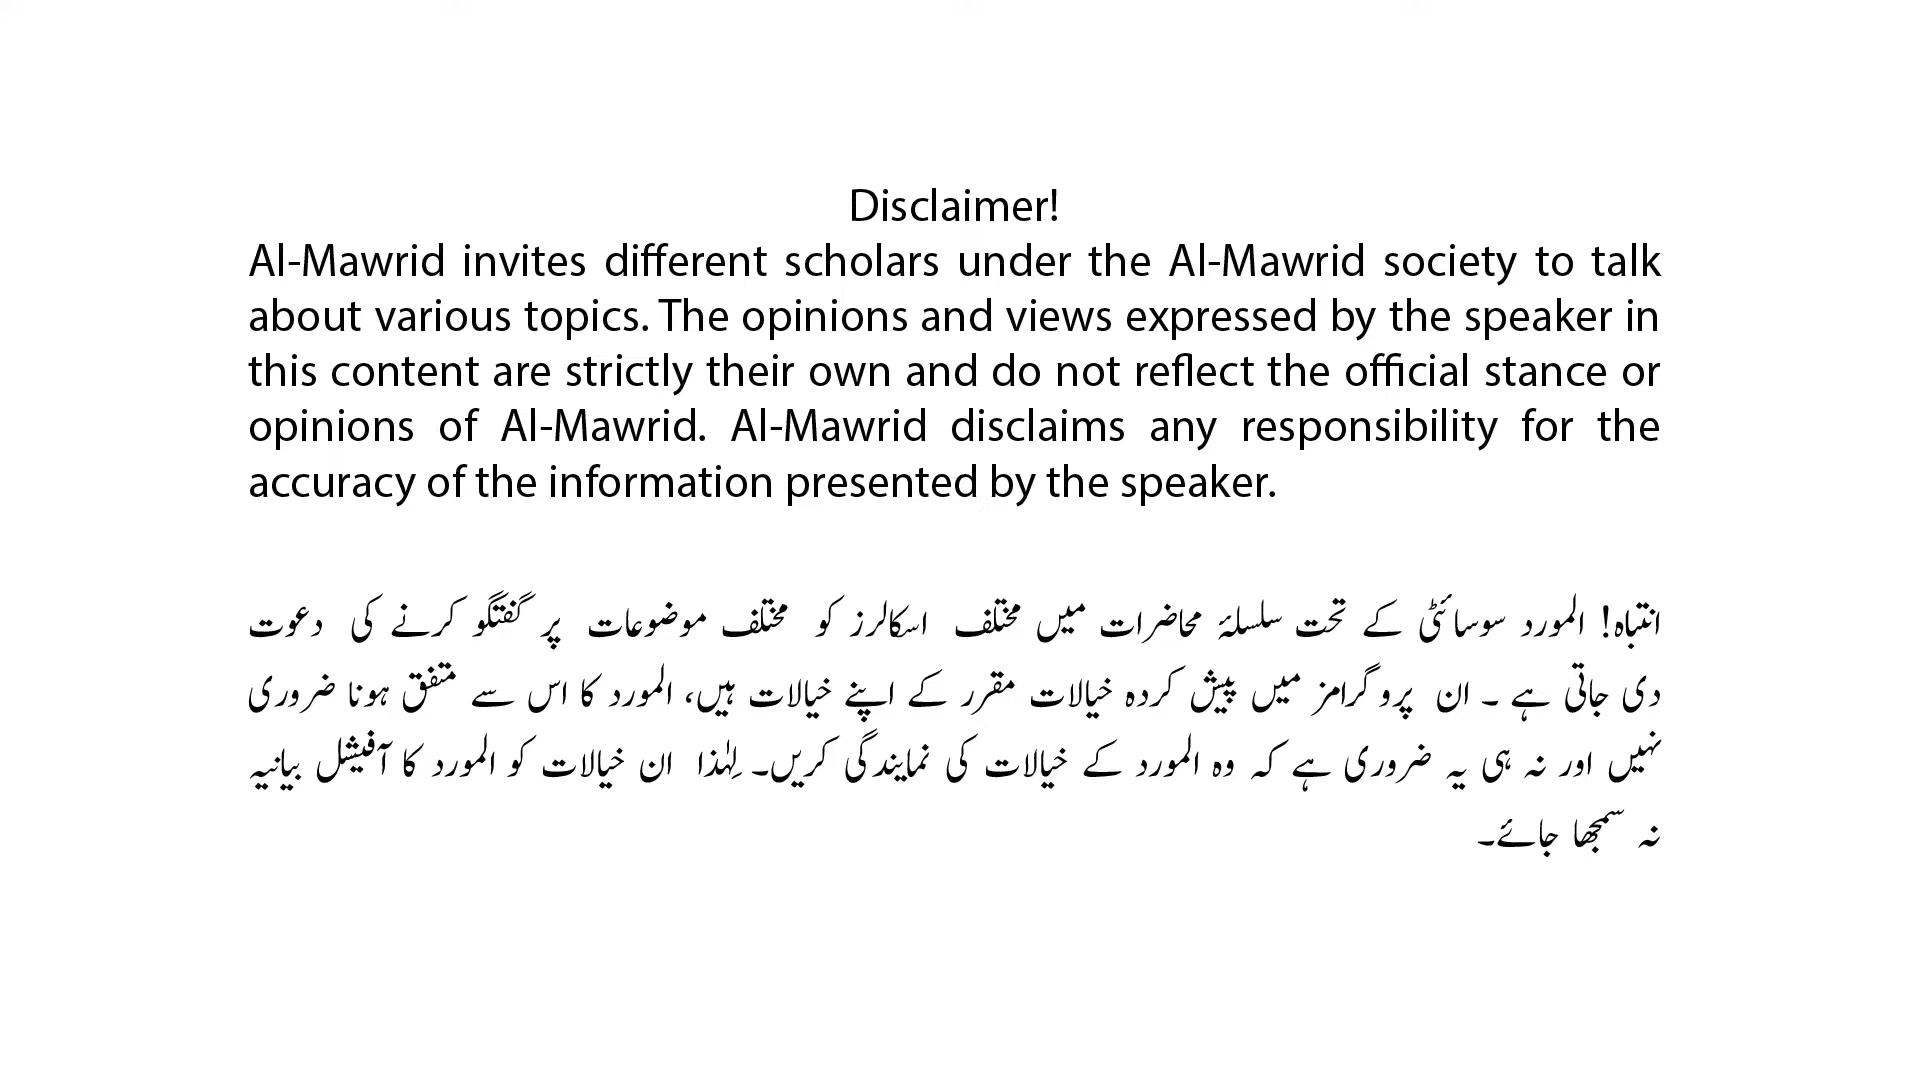 Disclaimer!
Al-Mawrid invites different scholars under the Al-Mawrid society to talk
about various topics. The opinions and views expressed by the speaker in
this content are strictly their own and do not reflect the official stance or
opinions of Al-Mawrid. Al-Mawrid disclaims any responsibility for the
accuracy of the information presented by the speaker.
انتباہ! المورد سوسائٹی کے تحت سلسلۂ محاضرات میں مختلف اسکالرز کو مختلف موضوعات پر گفتگو کرنے کی دعوت
دی جاتی ہے ۔ ان پروگرامز میں پیش کردہ خیالات مقرر کے اپنے خیالات ہیں، المورد کا اس سے متفق ہونا ضروری
نہیں اور نہ ہی یہ ضروری ہے کہ وہ المورد کے خیالات کی نمایندگی کریں۔ لہٰذا ان خیالات کو المورد کا آفیشل بیانیہ
نہ سمجھا جائے۔